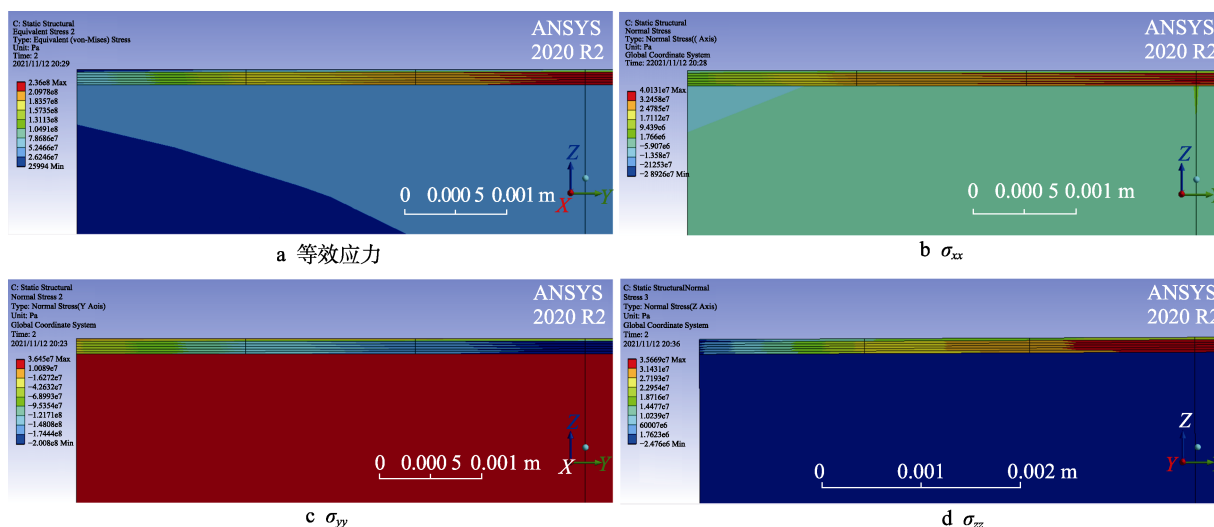 C: Static Structural
Equivalent Stress 2
Type: Equivalent (von-Mises) Stress
Unit: Pa
Time: 2
2021/11/12 20:29
2.36e8 Max
2.0978e8
1.8357e8
1.5735e8
1.3113e8
1.0491e8
7.8686e7
5.2466e7
2.6246e7
25994 Min
ANSYS
2020 R2
Z
X
Y
0 0.000 5 0.001 m
a 等效应力
C: Static Structural
Normal Stress
Type: Normal Stress(( Axis)
Unit: Pa
Global Coordinate System
Time: 22021/11/12 20:28
4.0131e7 Max
3.2458e7
2 4785e7
1.7112e7
9.439e6
1.766e6
−5.907e6
−1.358e7
−21253e7
−2 8926e7 Min
ANSYS
2020 R2
Z
0 0.000 5 0.001 m
b σxx
C: Static Structural
Normal Stress 2
Type: Normal Stress(Y Aois)
Unit: Pa
Global Coordinate System
Time: 2
2021/11/12 20:23
3.645e7 Max
1.0089e7
−1.6272e7
−4.2632e7
−6.8993e7
−9.5354e7
−1.2171e8
−1.4808e8
−1.7444e8
−2.008e8 Min
ANSYS
2020 R2
Z
X
Y
0 0.000 5 0.001 m
c σyy
C: Static StructuralNormal
Stress 3
Type: Normal Stress(Z Axis)
Unit: Pa
Global Coordinate System
Time: 2
2021/11/12 20:36
3.5669e7 Max
3.1431e7
2.7193e7
2.2954e7
1.8716e7
1.4477e7
1.0239e7
60007e6
1.7623e6
−2.476e6 Min
ANSYS
2020 R2
Z
Y
0 0.001 0.002 m
d σzz